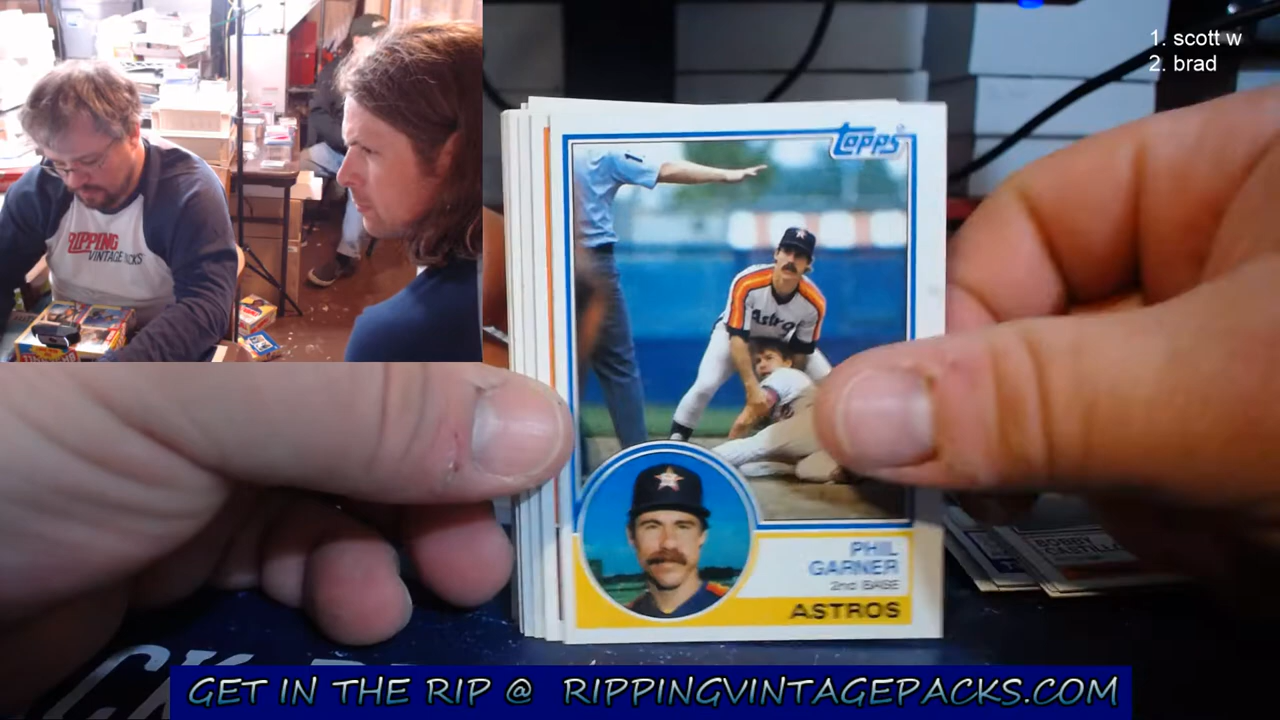 1. scott w
2. brad
topps
Astros
RIPPING
VINTAGE PACKS
PHIL
GARNER
2nd BASE
ASTROS
BOBBY
CASTILL
GET IN THE RIP @ RIPPINGVINTAGEPACKS.COM